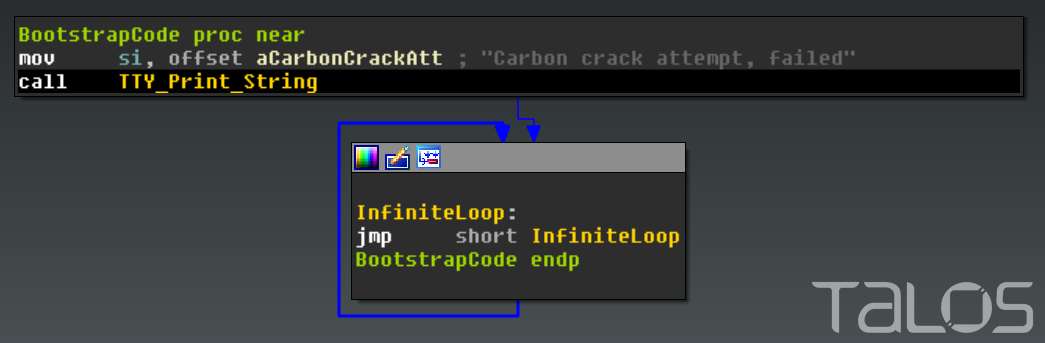 BootstrapCode proc near
mov si, offset aCarbonCrackAtt ; "Carbon crack attempt, failed"
call TTY_Print_String
InfiniteLoop:
jmp short InfiniteLoop
BootstrapCode endp
TALOS